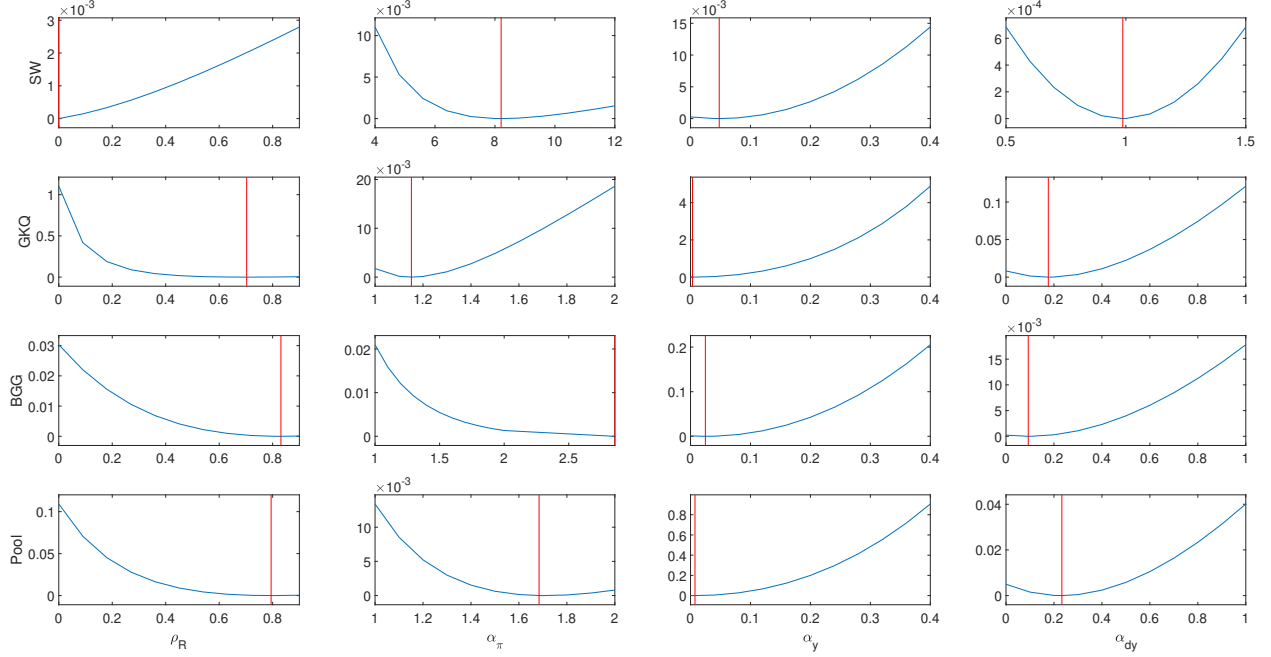 ×10⁻³ ×10⁻³ ×10⁻³ ×10⁻⁴
SW
3 2 1 0
0 0.2 0.4 0.6 0.8
10 5 0
4 6 8 10 12
15 10 5 0
0 0.1 0.2 0.3 0.4
6 4 2 0
0.5 1 1.5
×10⁻³
GKQ
1 0.5 0
0 0.2 0.4 0.6 0.8
20 10 0
1 1.2 1.4 1.6 1.8 2
4 2 0
0 0.1 0.2 0.3 0.4
0.1 0.05 0
0 0.2 0.4 0.6 0.8 1
×10⁻³
BGG
0.03 0.02 0.01 0
0 0.2 0.4 0.6 0.8
0.02 0.01 0
1 1.5 2 2.5
0.2 0.1 0
0 0.1 0.2 0.3 0.4
15 10 5 0
0 0.2 0.4 0.6 0.8 1
×10⁻³
Pool
0.1 0.05 0
0 0.2 0.4 0.6 0.8
10 5 0
1 1.2 1.4 1.6 1.8 2
0.8 0.6 0.4 0.2 0
0 0.1 0.2 0.3 0.4
0.04 0.02 0
0 0.2 0.4 0.6 0.8 1
ρ_R α_π α_y α_dy